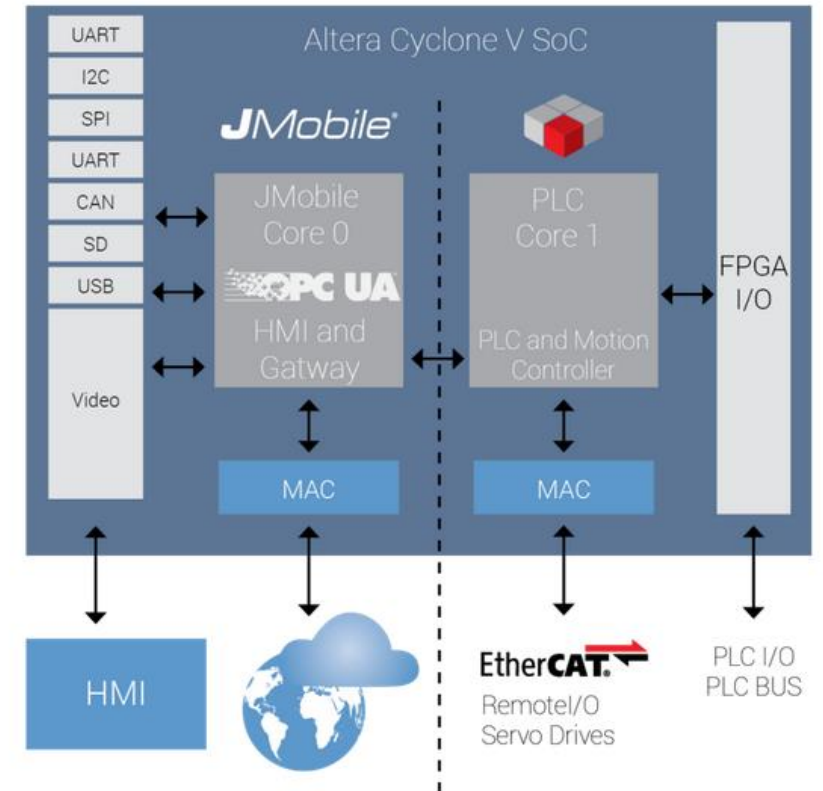 Altera Cyclone V SoC
UART
I2C
SPI
UART
CAN
SD
USB
Video
JMobile®
JMobile
Core 0
OPC UA
HMI and
Gatway
MAC
PLC
Core 1
PLC and Motion
Controller
MAC
FPGA
I/O
HMI
EtherCAT®
RemoteI/O
Servo Drives
PLC I/O
PLC BUS